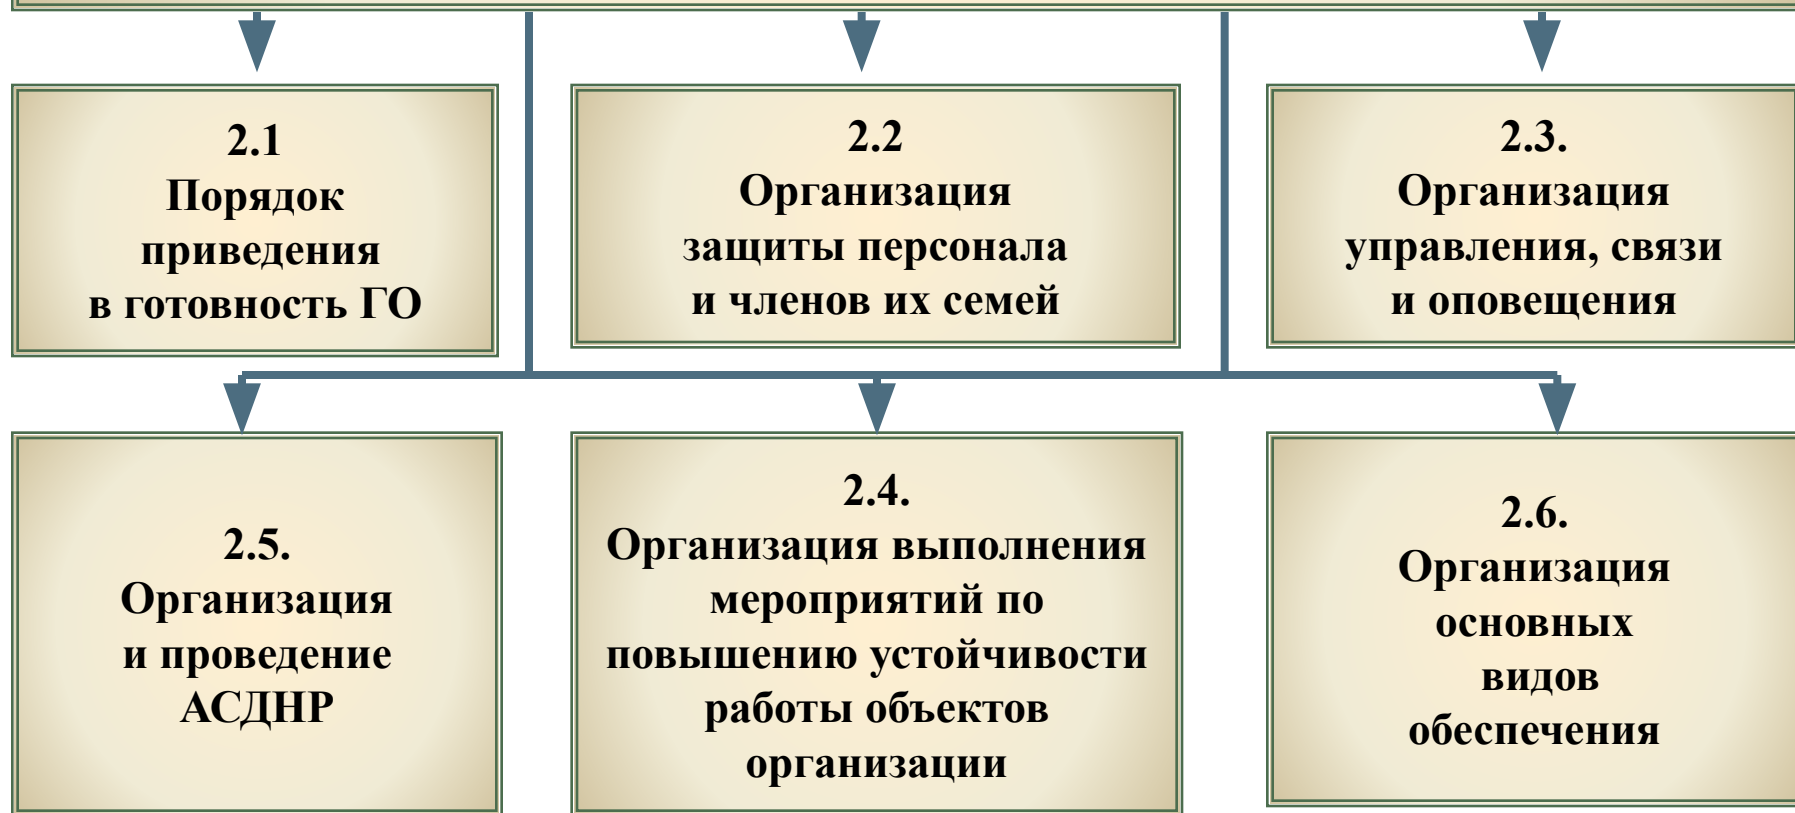 2.1
Порядок
приведения
в готовность ГО
2.2
Организация
защиты персонала
и членов их семей
2.3.
Организация
управления, связи
и оповещения
2.5.
Организация
и проведение
АСДНР
2.4.
Организация выполнения
мероприятий по
повышению устойчивости
работы объектов
организации
2.6.
Организация
основных
видов
обеспечения